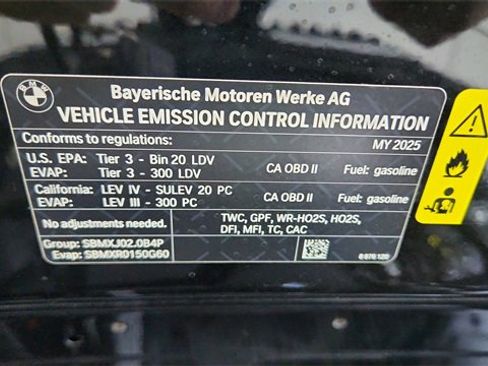 BMW
Bayerische Motoren Werke AG
VEHICLE EMISSION CONTROL INFORMATION
Conforms to regulations: MY 2025
U.S. EPA: Tier 3 - Bin 20 LDV CA OBD II Fuel: gasoline
EVAP: Tier 3 - 300 LDV
California: LEV IV - SULEV 20 PC CA OBD II Fuel: gasoline
EVAP: LEV III - 300 PC
No adjustments needed. TWC, GPF, WR-HO2S, HO2S,
DFI, MFI, TC, CAC
Group: SBMXJ02.0B4P
Evap: SBMXR0150G60